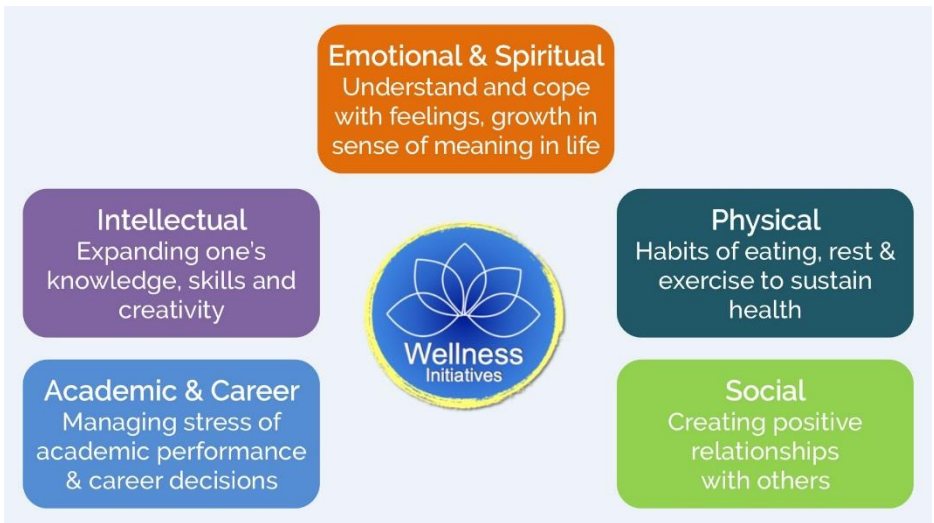 Emotional & Spiritual
Understand and cope
with feelings, growth in
sense of meaning in life
Intellectual
Expanding one’s
knowledge, skills and
creativity
Physical
Habits of eating, rest &
exercise to sustain
health
Wellness
Initiatives
Academic & Career
Managing stress of
academic performance
& career decisions
Social
Creating positive
relationships
with others